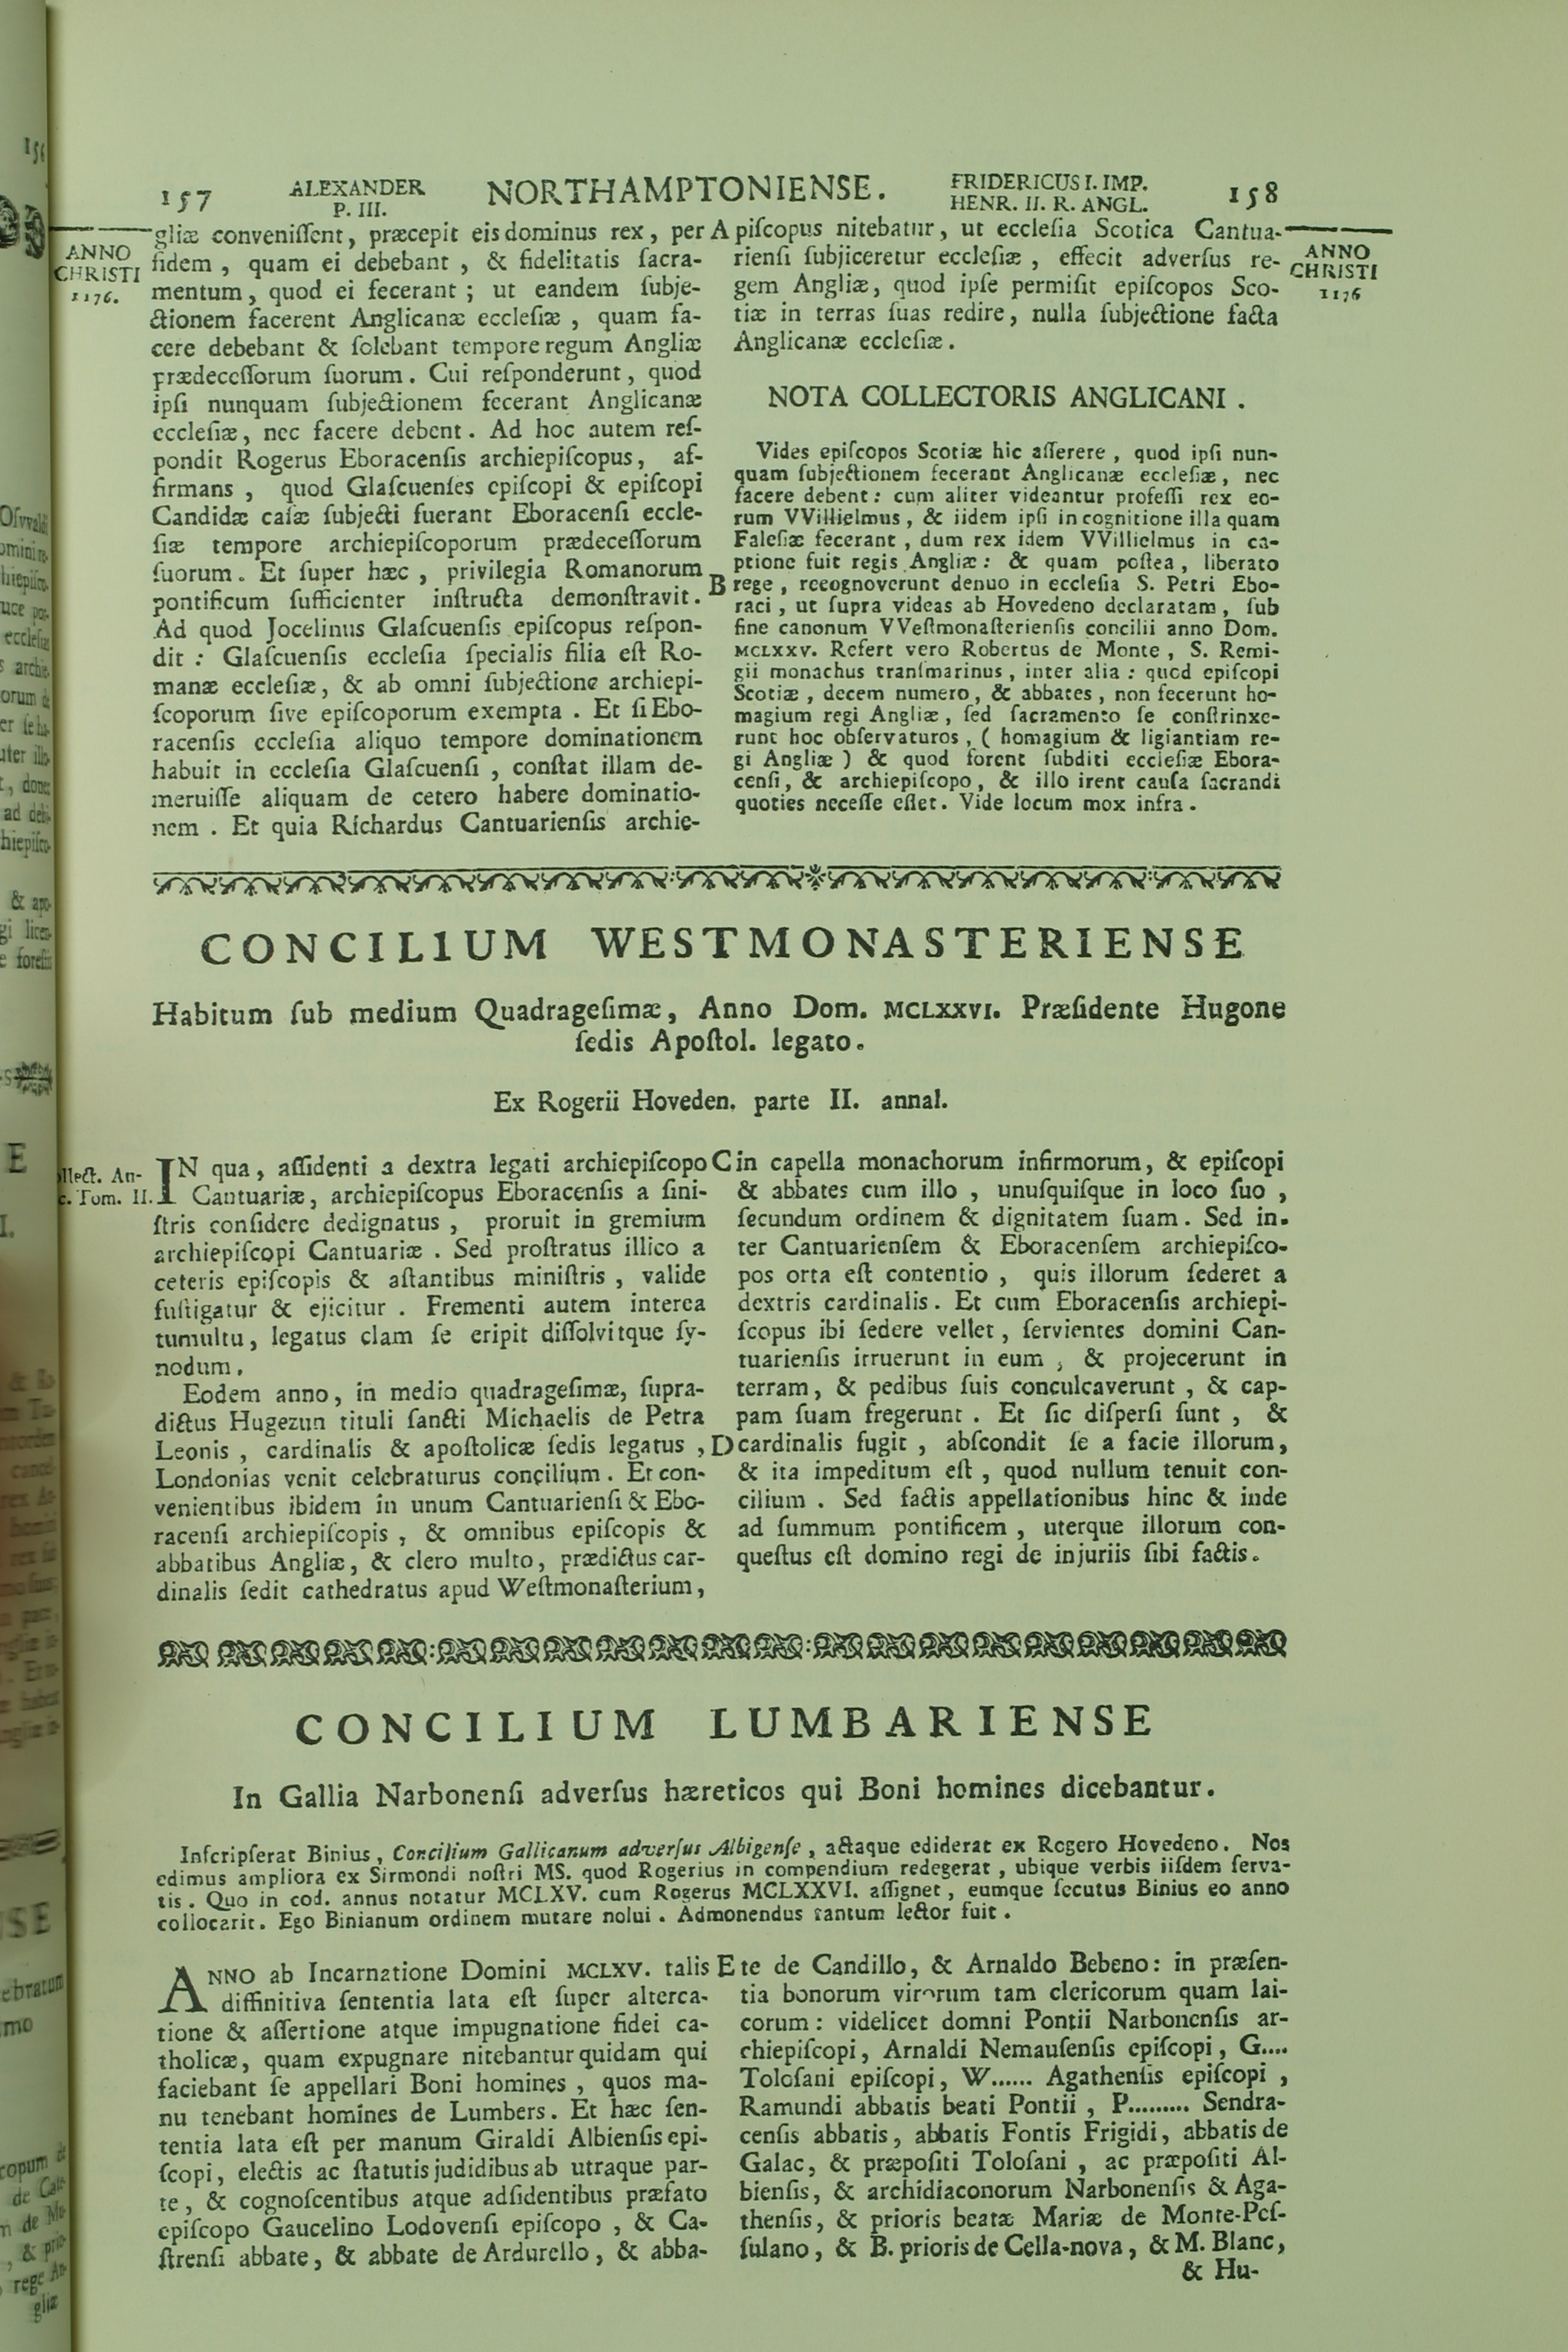 157
ALEXANDER
P. III.
NORTHAMPTONIENSE.
FRIDERICUS I. IMP.
HENR. II. R. ANGL.
158
ANNO
CHRISTI
1176.
gliæ conveniſſent, præcepit eis dominus rex, per
fidem, quam ei debebant, & fidelitatis ſacra-
mentum, quod ei fecerant; ut eandem ſubje-
ctionem facerent Anglicanæ eccleſiæ, quam fa-
cere debebant & ſolebant tempore regum Angliæ
prædeceſſorum ſuorum. Cui reſponderunt, quod
ipſi nunquam ſubjectionem fecerant Anglicanæ
eccleſiæ, nec facere debent. Ad hoc autem reſ-
pondit Rogerus Eboracenſis archiepiſcopus, af-
firmans, quod Glaſcuenſes epiſcopi & epiſcopi
Candidæ caſæ ſubjecti fuerant Eboracenſi eccle-
ſiæ tempore archiepiſcoporum prædeceſſorum
ſuorum. Et ſuper hæc, privilegia Romanorum
pontificum ſufficienter inſtructa demonſtravit.
Ad quod Jocelinus Glaſcuenſis epiſcopus reſpon-
dit: Glaſcuenſis eccleſia ſpecialis filia eſt Ro-
manæ eccleſiæ, & ab omni ſubjectione archiepi-
ſcoporum ſive epiſcoporum exempta. Et ſi Ebo-
racenſis eccleſia aliquo tempore dominationem
habuit in eccleſia Glaſcuenſi, conſtat illam de-
meruiſſe aliquam de cetero habere dominatio-
nem. Et quia Richardus Cantuarienſis archie-
A piſcopus nitebatur, ut eccleſia Scotica Cantua-
rienſi ſubjiceretur eccleſiæ, effecit adverſus re-
gem Angliæ, quod ipſe permiſit epiſcopos Sco-
tiæ in terras ſuas redire, nulla ſubjectione facta
Anglicanæ eccleſiæ.
ANNO
CHRISTI
1176
NOTA COLLECTORIS ANGLICANI.
Vides epiſcopos Scotiæ hic aſſerere, quod ipſi nun-
quam ſubjectionem fecerant Anglicanæ eccleſiæ, nec
facere debent: cum aliter videantur profeſſi rex eo-
rum VVillielmus, & iidem ipſi in cognitione illa quam
Faleſiæ fecerant, dum rex idem VVillielmus in ca-
ptione fuit regis Angliæ: & quam poſtea, liberato
B rege, recognoverunt denuo in eccleſia S. Petri Ebo-
raci, ut ſupra videas ab Hovedeno declaratam, ſub
fine canonum VVeſtmonaſterienſis concilii anno Dom.
MCLXXV. Refert vero Robertus de Monte, S. Remi-
gii monachus tranſmarinus, inter alia: quod epiſcopi
Scotiæ, decem numero, & abbates, non fecerunt ho-
magium regi Angliæ, ſed ſacramento ſe conſtrinxe-
runt hoc obſervaturos, (homagium & ligiantiam re-
gi Angliæ) & quod forent ſubditi eccleſiæ Ebora-
cenſi, & archiepiſcopo, & illo irent cauſa ſacrandi
quoties neceſſe eſſet. Vide locum mox infra.
CONCILIUM WESTMONASTERIENSE
Habitum ſub medium Quadrageſimæ, Anno Dom. MCLXXVI. Præſidente Hugone
ſedis Apoſtol. legato.
Ex Rogerii Hoveden. parte II. annal.
llect. An-
c. Tom. II.
IN qua, aſſidenti a dextra legati archiepiſcopo
Cantuariæ, archiepiſcopus Eboracenſis a ſini-
ſtris conſidere dedignatus, proruit in gremium
archiepiſcopi Cantuariæ. Sed proſtratus illico a
ceteris epiſcopis & aſtantibus miniſtris, valide
fuſtigatur & ejicitur. Frementi autem interea
tumultu, legatus clam ſe eripit diſſolvitque ſy-
nodum.
Eodem anno, in medio quadrageſimæ, ſupra-
dictus Hugezun tituli ſancti Michaelis de Petra
Leonis, cardinalis & apoſtolicæ ſedis legatus,
Londonias venit celebraturus concilium. Et con-
venientibus ibidem in unum Cantuarienſi & Ebo-
racenſi archiepiſcopis, & omnibus epiſcopis &
abbatibus Angliæ, & clero multo, prædictus car-
dinalis ſedit cathedratus apud Weſtmonaſterium,
C in capella monachorum infirmorum, & epiſcopi
& abbates cum illo, unuſquiſque in loco ſuo,
ſecundum ordinem & dignitatem ſuam. Sed in-
ter Cantuarienſem & Eboracenſem archiepiſco-
pos orta eſt contentio, quis illorum ſederet a
dextris cardinalis. Et cum Eboracenſis archiepi-
ſcopus ibi ſedere vellet, ſervientes domini Can-
tuarienſis irruerunt in eum, & projecerunt in
terram, & pedibus ſuis conculcaverunt, & cap-
pam ſuam fregerunt. Et ſic diſperſi ſunt, &
D cardinalis fugit, abſcondit ſe a facie illorum,
& ita impeditum eſt, quod nullum tenuit con-
cilium. Sed factis appellationibus hinc & inde
ad ſummum pontificem, uterque illorum con-
queſtus eſt domino regi de injuriis ſibi factis.
CONCILIUM LUMBARIENSE
In Gallia Narbonenſi adverſus hæreticos qui Boni homines dicebantur.
Inſcripſerat Binius, Concilium Gallicanum adverſus Albigenſe, actaque ediderat ex Rogero Hovedeno. Nos
edimus ampliora ex Sirmondi noſtri MS. quod Rogerius in compendium redegerat, ubique verbis iiſdem ſerva-
tis. Quo in cod. annus notatur MCLXV. cum Rogerus MCLXXVI. aſſignet, eumque ſecutus Binius eo anno
collocarit. Ego Binianum ordinem mutare nolui. Admonendus tantum lector fuit.
ANNO ab Incarnatione Domini MCLXV. talis
diffinitiva ſententia lata eſt ſuper alterca-
tione & aſſertione atque impugnatione fidei ca-
tholicæ, quam expugnare nitebantur quidam qui
faciebant ſe appellari Boni homines, quos ma-
nu tenebant homines de Lumbers. Et hæc ſen-
tentia lata eſt per manum Giraldi Albienſis epi-
ſcopi, electis ac ſtatutis judidibus ab utraque par-
te, & cognoſcentibus atque adſidentibus præfato
epiſcopo Gaucelino Lodovenſi epiſcopo, & Ca-
ſtrenſi abbate, & abbate de Ardurello, & abba-
E te de Candillo, & Arnaldo Bebeno: in præſen-
tia bonorum virorum tam clericorum quam lai-
corum: videlicet domni Pontii Narbonenſis ar-
chiepiſcopi, Arnaldi Nemauſenſis epiſcopi, G....
Toloſani epiſcopi, W...... Agathenſis epiſcopi,
Ramundi abbatis beati Pontii, P......... Sendra-
cenſis abbatis, abbatis Fontis Frigidi, abbatis de
Galac, & præpoſiti Toloſani, ac præpoſiti Al-
bienſis, & archidiaconorum Narbonenſis & Aga-
thenſis, & prioris beatæ Mariæ de Monte-Peſ-
ſulano, & B. prioris de Cella-nova, & M. Blanc,
& Hu-